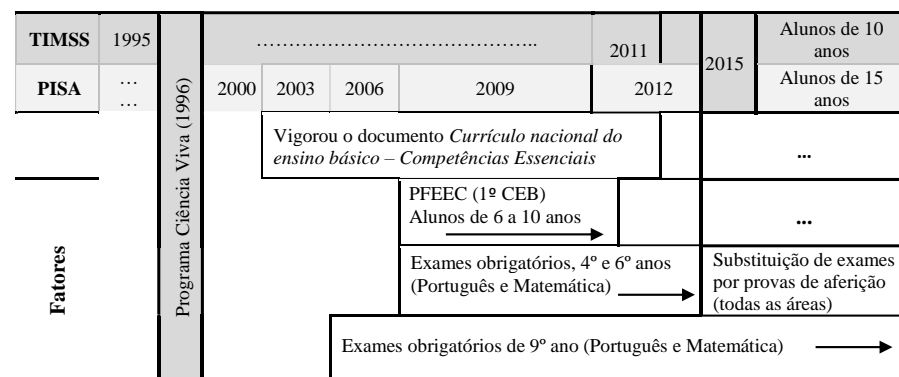 TIMSS 1995 …………………………………….. 2011 2015 Alunos de 10
anos
PISA … 2000 2003 2006 2009 2012 Alunos de 15
… anos
Programa Ciência Viva (1996)
Vigorou o documento Currículo nacional do
ensino básico – Competências Essenciais
...
PFEEC (1º CEB)
Alunos de 6 a 10 anos
...
Fatores
Exames obrigatórios, 4º e 6º anos
(Português e Matemática)
Substituição de exames
por provas de aferição
(todas as áreas)
Exames obrigatórios de 9º ano (Português e Matemática)